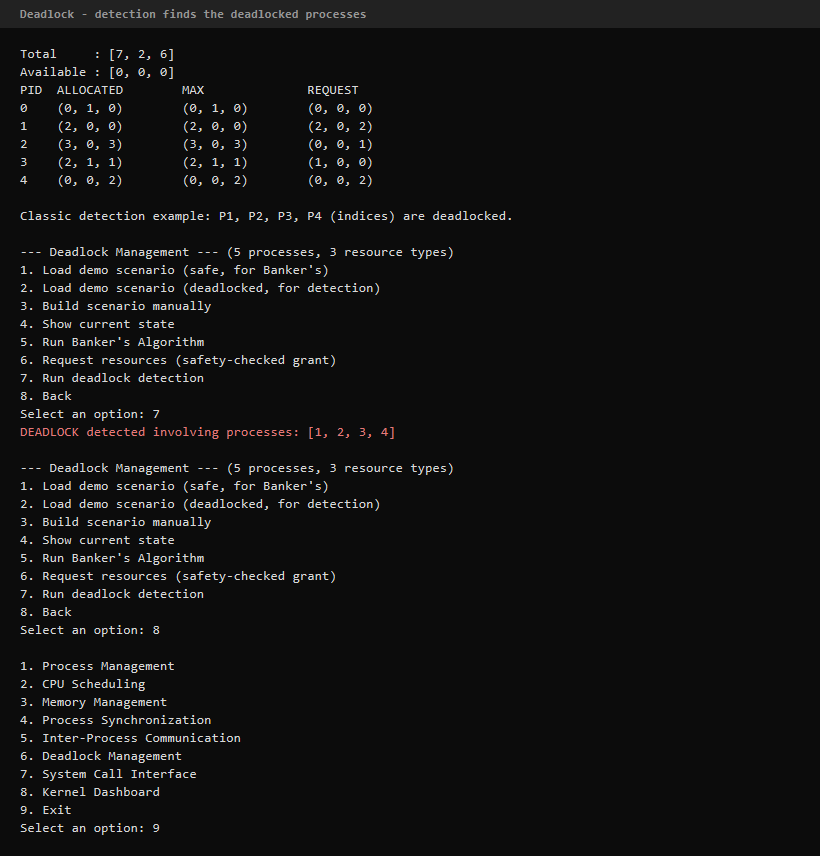 Deadlock - detection finds the deadlocked processes
Total     : [7, 2, 6]
Available : [0, 0, 0]
PID  ALLOCATED        MAX              REQUEST
0    (0, 1, 0)        (0, 1, 0)        (0, 0, 0)
1    (2, 0, 0)        (2, 0, 0)        (2, 0, 2)
2    (3, 0, 3)        (3, 0, 3)        (0, 0, 1)
3    (2, 1, 1)        (2, 1, 1)        (1, 0, 0)
4    (0, 0, 2)        (0, 0, 2)        (0, 0, 2)
Classic detection example: P1, P2, P3, P4 (indices) are deadlocked.
--- Deadlock Management --- (5 processes, 3 resource types)
1. Load demo scenario (safe, for Banker's)
2. Load demo scenario (deadlocked, for detection)
3. Build scenario manually
4. Show current state
5. Run Banker's Algorithm
6. Request resources (safety-checked grant)
7. Run deadlock detection
8. Back
Select an option: 7
DEADLOCK detected involving processes: [1, 2, 3, 4]
--- Deadlock Management --- (5 processes, 3 resource types)
1. Load demo scenario (safe, for Banker's)
2. Load demo scenario (deadlocked, for detection)
3. Build scenario manually
4. Show current state
5. Run Banker's Algorithm
6. Request resources (safety-checked grant)
7. Run deadlock detection
8. Back
Select an option: 8
1. Process Management
2. CPU Scheduling
3. Memory Management
4. Process Synchronization
5. Inter-Process Communication
6. Deadlock Management
7. System Call Interface
8. Kernel Dashboard
9. Exit
Select an option: 9